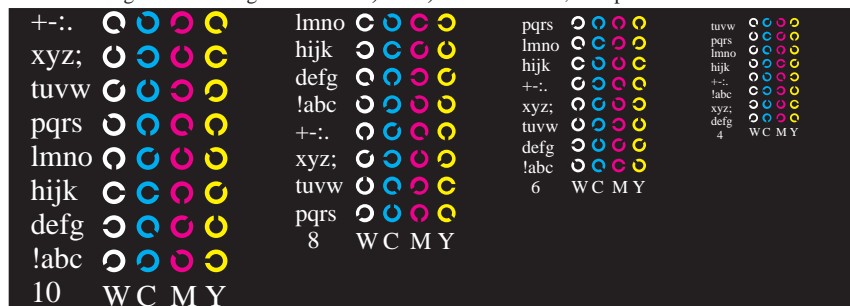 +-:.
xyz;
tuvw
pqrs
lmno
hijk
defg
!abc
10 W C M Y
lmno
hijk
defg
!abc
+-:.
xyz;
tuvw
pqrs
8 W C M Y
pqrs
lmno
hijk
+-:.
xyz;
tuvw
defg
!abc
6 W C M Y
tuvw
pqrs
lmno
hijk
+-:.
!abc
xyz;
defg
4 W C M Y